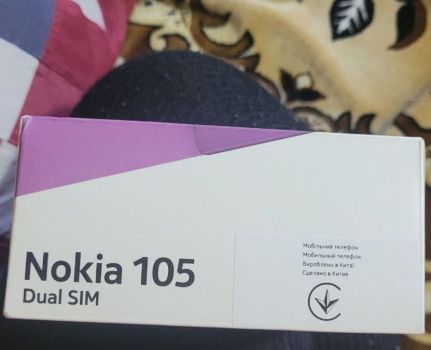 Nokia 105
Dual SIM
Мобільний телефон
Мобильный телефон
Вироблено в Китаї
Сделано в Китае